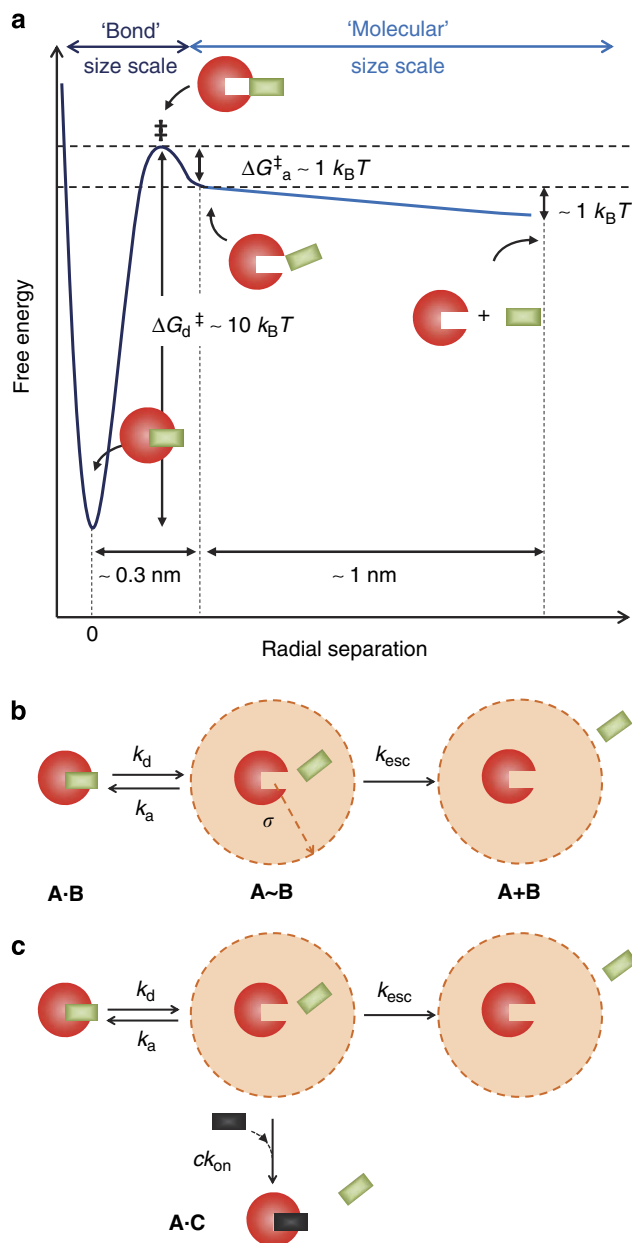 a
‘Bond’ ‘Molecular’
size scale size scale
‡
ΔG‡a ~ 1 kBT
~ 1 kBT
+
ΔGd‡ ~ 10 kBT
Free energy
~ 0.3 nm ~ 1 nm
0
Radial separation
b
kd kesc
ka
σ
A·B A~B A+B
c
kd kesc
ka
ckon
A·C